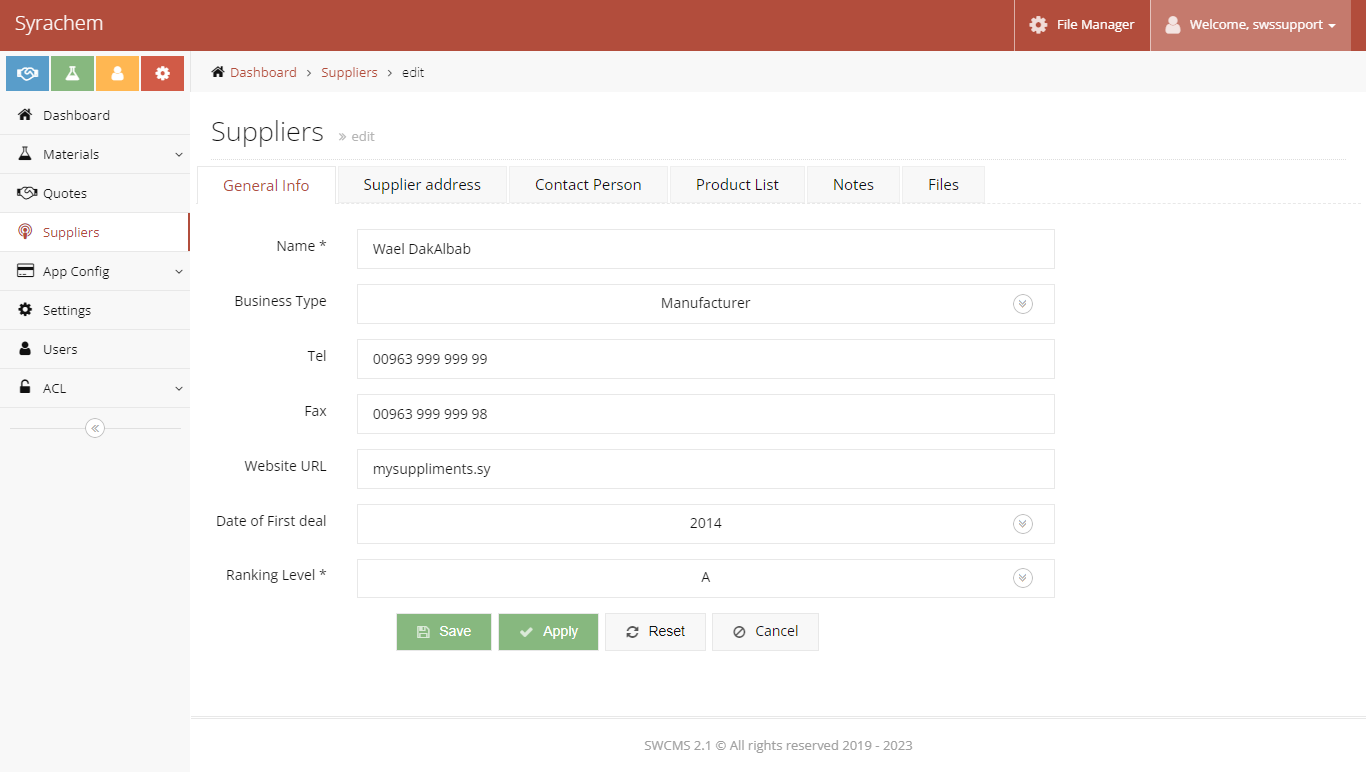 Syrachem
File Manager
Welcome, swssupport
Dashboard
Materials
Quotes
Suppliers
App Config
Settings
Users
ACL
Dashboard > Suppliers > edit
Suppliers » edit
General Info
Supplier address
Contact Person
Product List
Notes
Files
Name *
Wael DakAlbab
Business Type
Manufacturer
Tel
00963 999 999 99
Fax
00963 999 999 98
Website URL
mysuppliments.sy
Date of First deal
2014
Ranking Level *
A
Save
Apply
Reset
Cancel
SWCMS 2.1 © All rights reserved 2019 - 2023